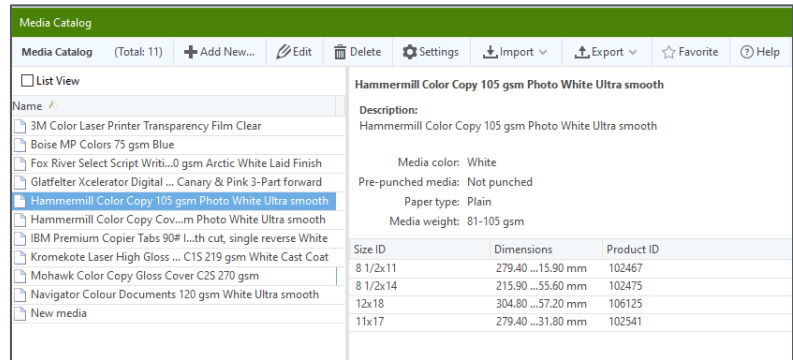 Media Catalog
Media Catalog (Total: 11) Add New... Edit Delete Settings Import Export Favorite Help
List View
Name
3M Color Laser Printer Transparency Film Clear
Boise MP Colors 75 gsm Blue
Fox River Select Script Writi...0 gsm Arctic White Laid Finish
Glatfelter Xcelerator Digital ... Canary & Pink 3-Part forward
Hammermill Color Copy 105 gsm Photo White Ultra smooth
Hammermill Color Copy Cov...m Photo White Ultra smooth
IBM Premium Copier Tabs 90# I...th cut, single reverse White
Kromekote Laser High Gloss ... C1S 219 gsm White Cast Coat
Mohawk Color Copy Gloss Cover C2S 270 gsm
Navigator Colour Documents 120 gsm White Ultra smooth
New media
Hammermill Color Copy 105 gsm Photo White Ultra smooth
Description:
Hammermill Color Copy 105 gsm Photo White Ultra smooth
Media color: White
Pre-punched media: Not punched
Paper type: Plain
Media weight: 81-105 gsm
Size ID Dimensions Product ID
8 1/2x11 279.40 ...15.90 mm 102467
8 1/2x14 215.90 ...55.60 mm 102475
12x18 304.80 ...57.20 mm 106125
11x17 279.40 ...31.80 mm 102541